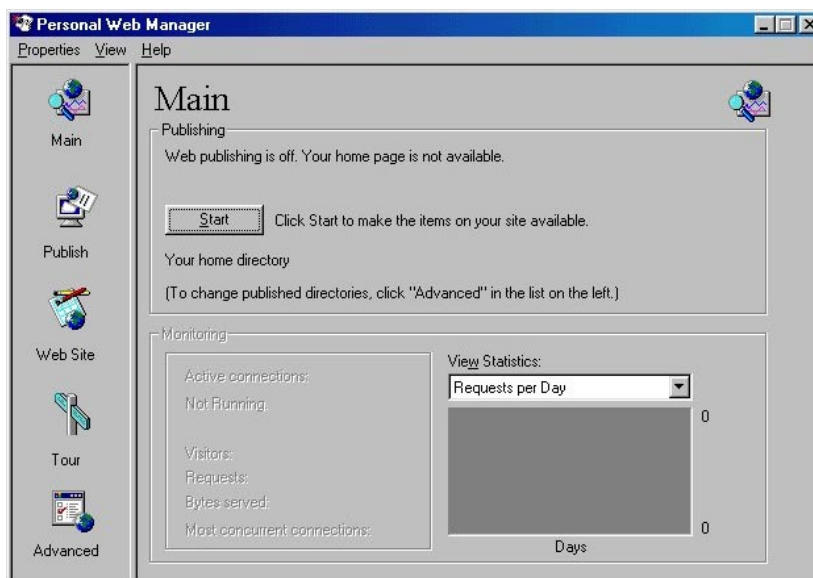 Personal Web Manager
Properties View Help
Main
Publish
Web Site
Tour
Advanced
Main
Publishing
Web publishing is off. Your home page is not available.
Start
Click Start to make the items on your site available.
Your home directory
(To change published directories, click "Advanced" in the list on the left.)
Monitoring
Active connections:
Not Running.
Visitors:
Requests:
Bytes served:
Most concurrent connections:
View Statistics:
Requests per Day
0
0
Days